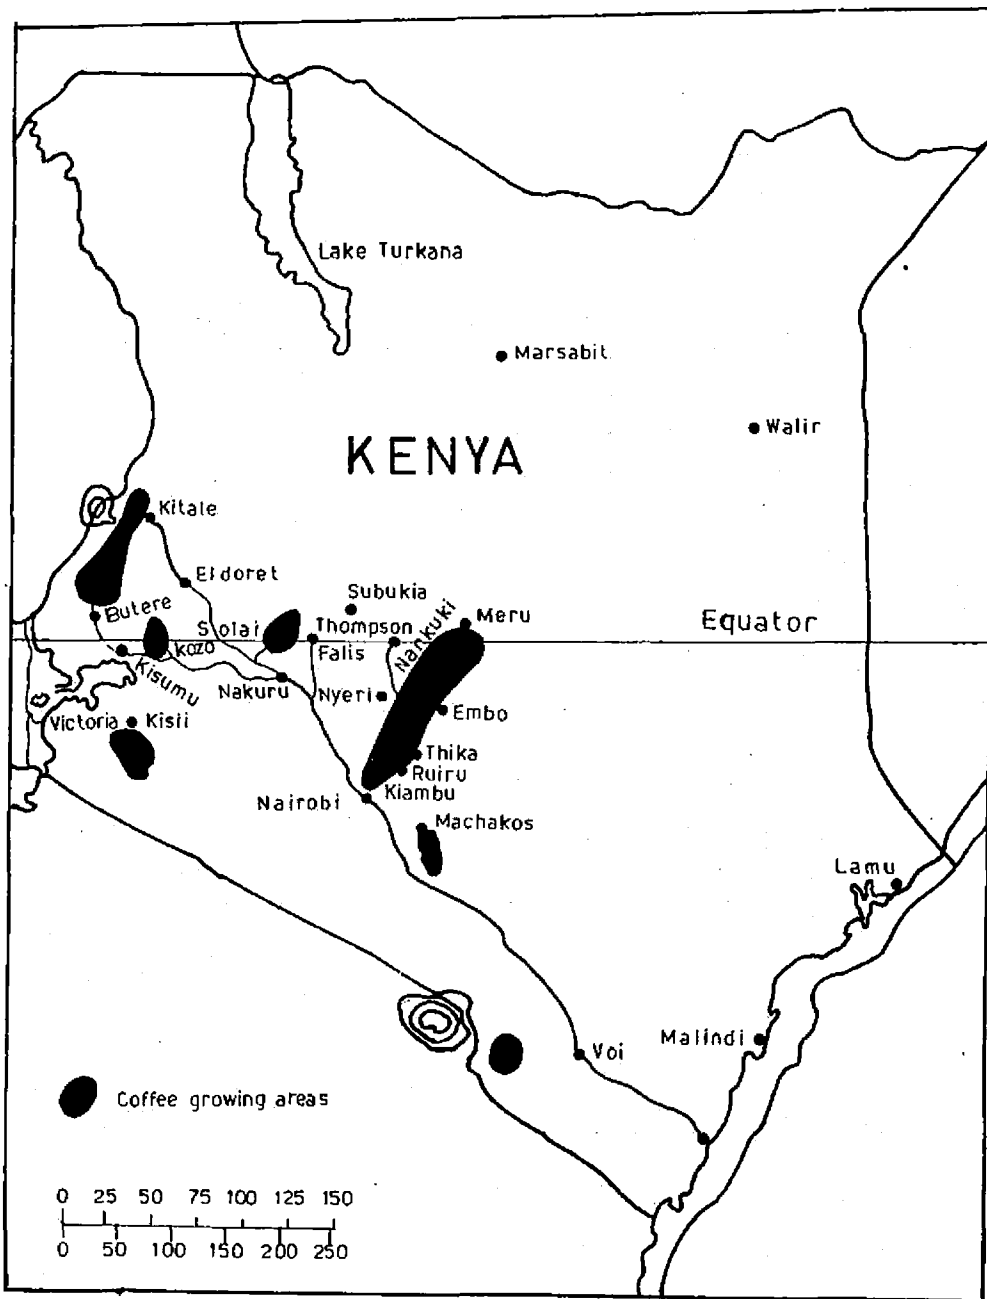 Lake Turkana
Marsabit
Walir
KENYA
Kitale
Eldoret
Subukia
Nankuki
Meru
Butere
Equator
Solai
Thompson
Falis
kozo
Kisumu
Nakuru
Nyeri
Embo
Victoria
Kisii
Thika
Ruiru
Kiambu
Nairobi
Machakos
Lamu
Malindi
Voi
Coffee growing areas
0 25 50 75 100 125 150
0 50 100 150 200 250